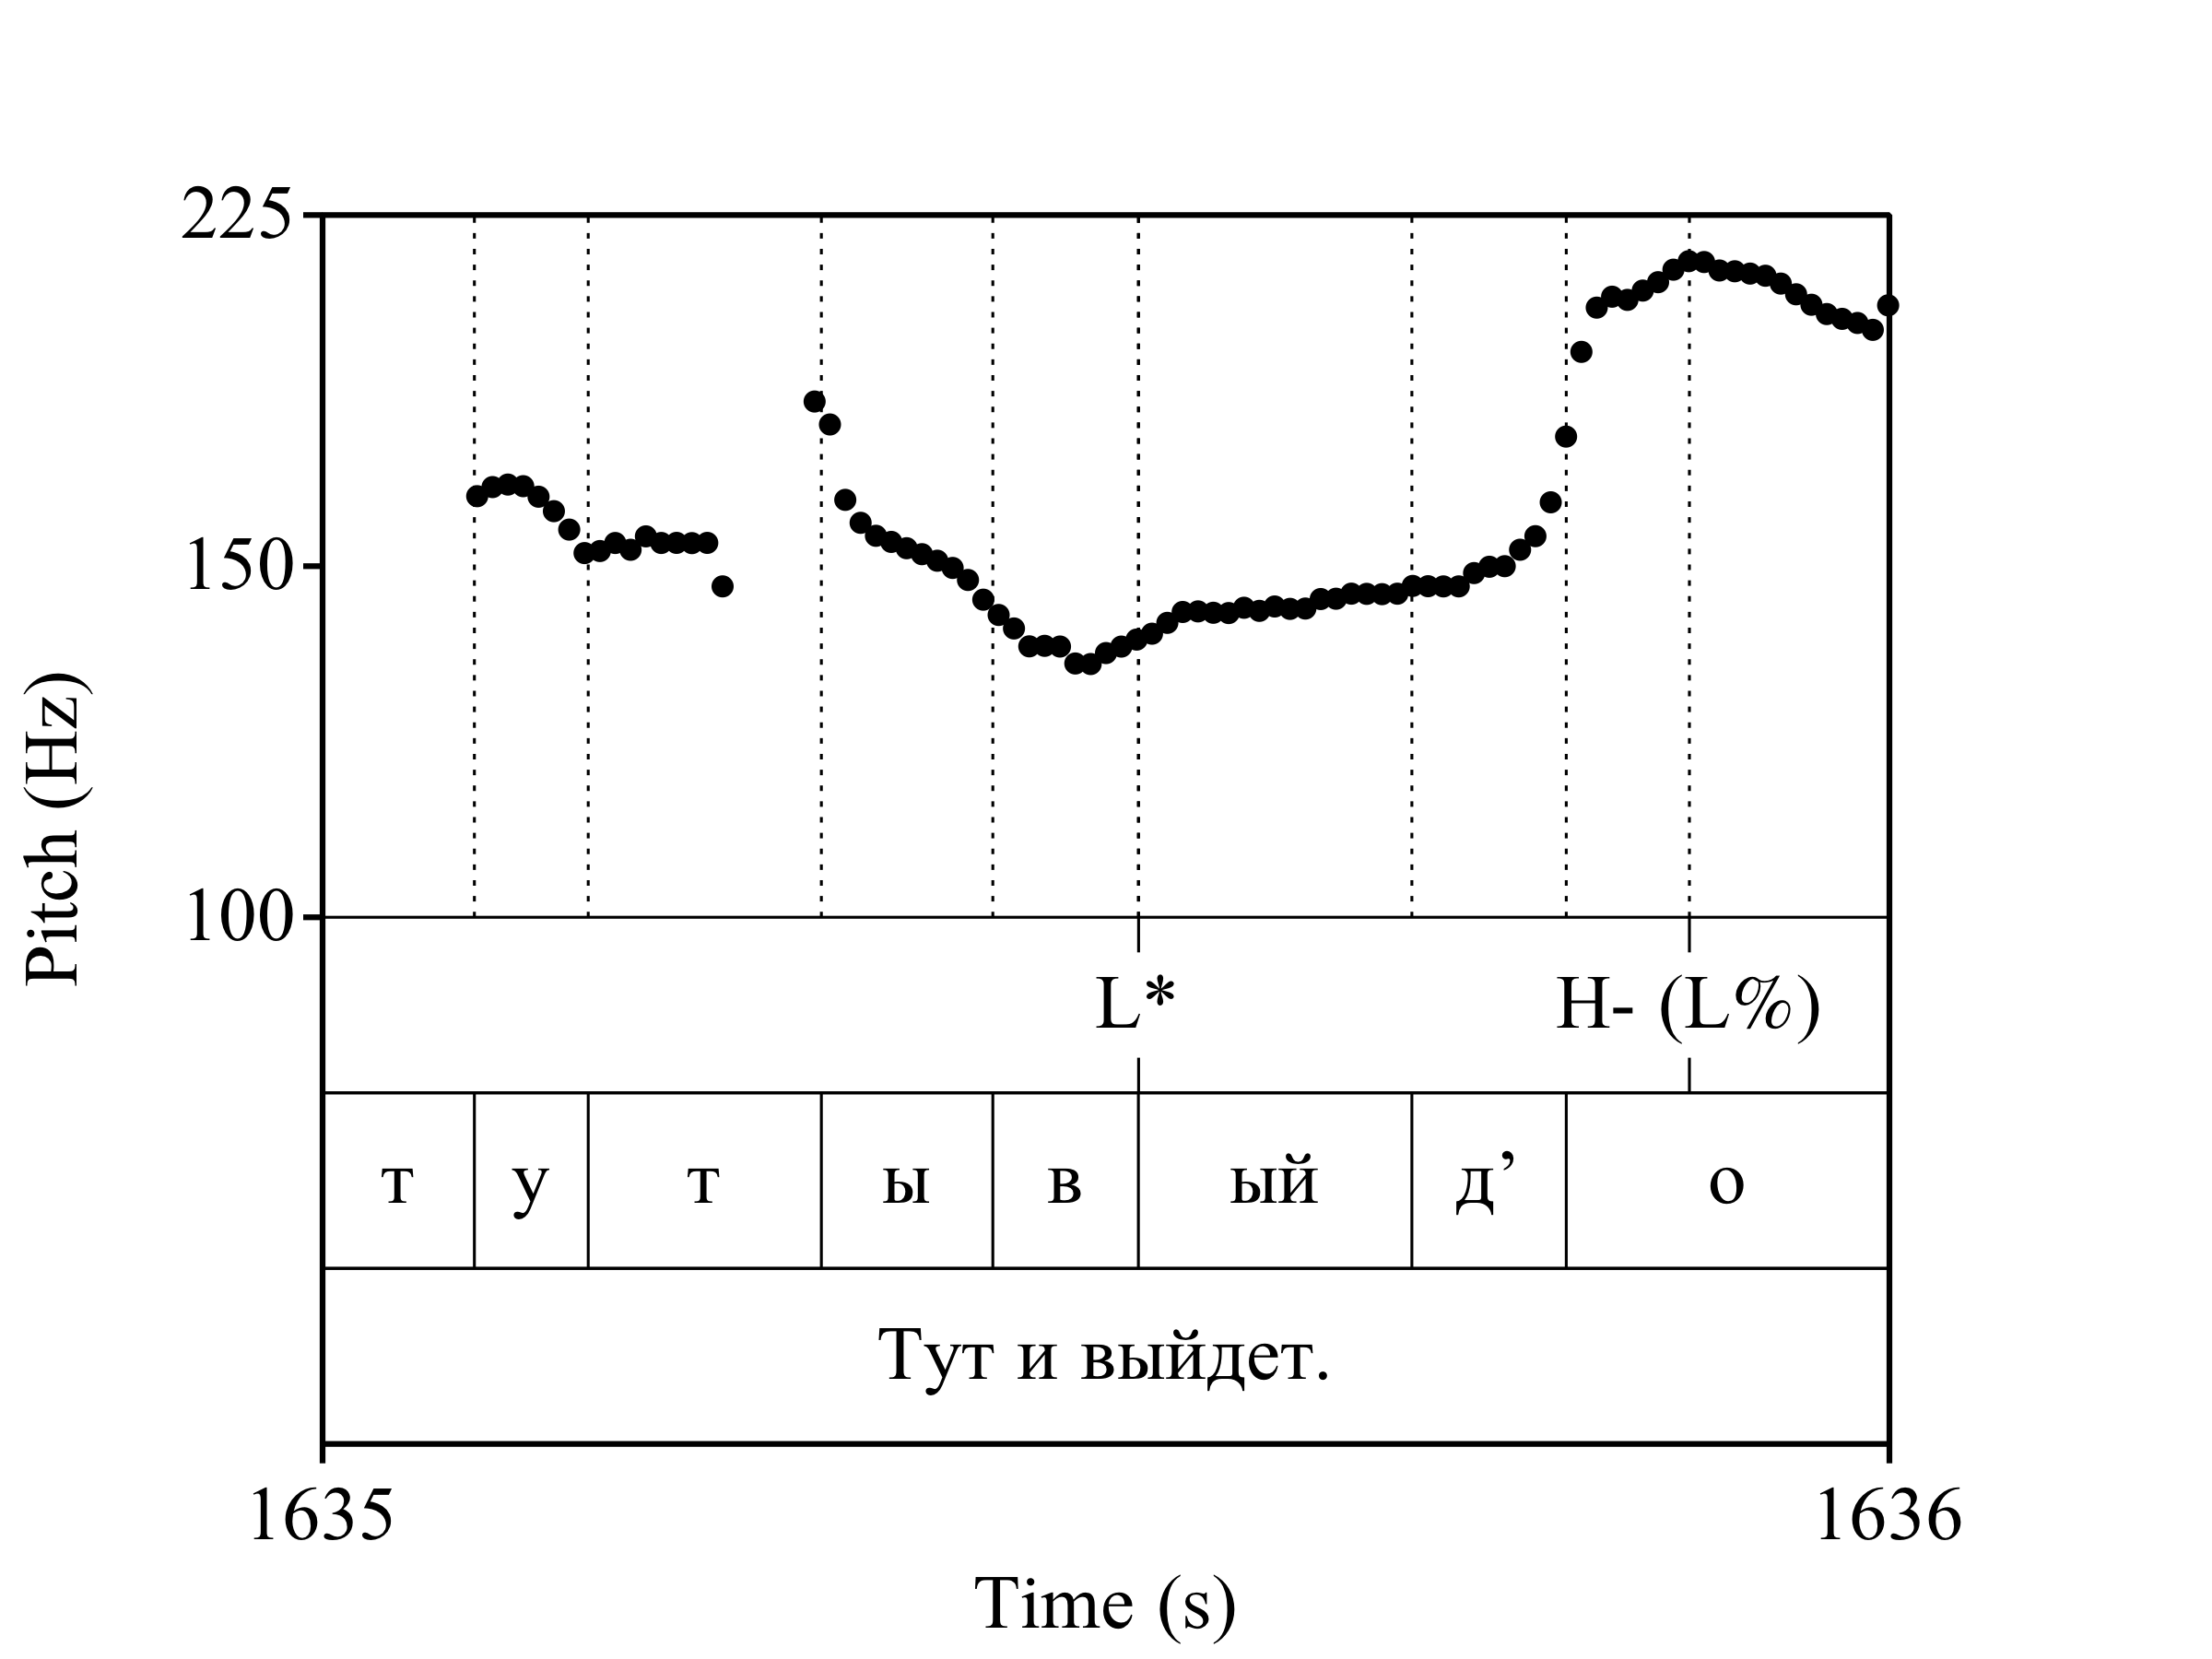 225
150
100
Pitch (Hz)
L* H- (L%)
т у т ы в ый д’ о
Тут и выйдет.
1635 1636
Time (s)